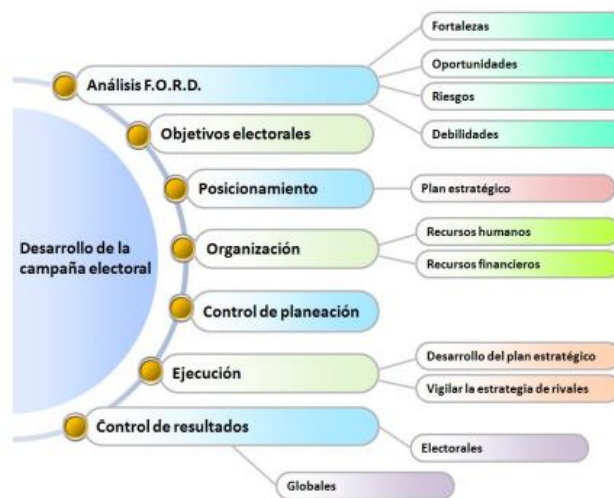 Desarrollo de la
campaña electoral
Análisis F.O.R.D.
Fortalezas
Oportunidades
Riesgos
Debilidades
Objetivos electorales
Posicionamiento
Plan estratégico
Organización
Recursos humanos
Recursos financieros
Control de planeación
Ejecución
Desarrollo del plan estratégico
Vigilar la estrategia de rivales
Control de resultados
Electorales
Globales